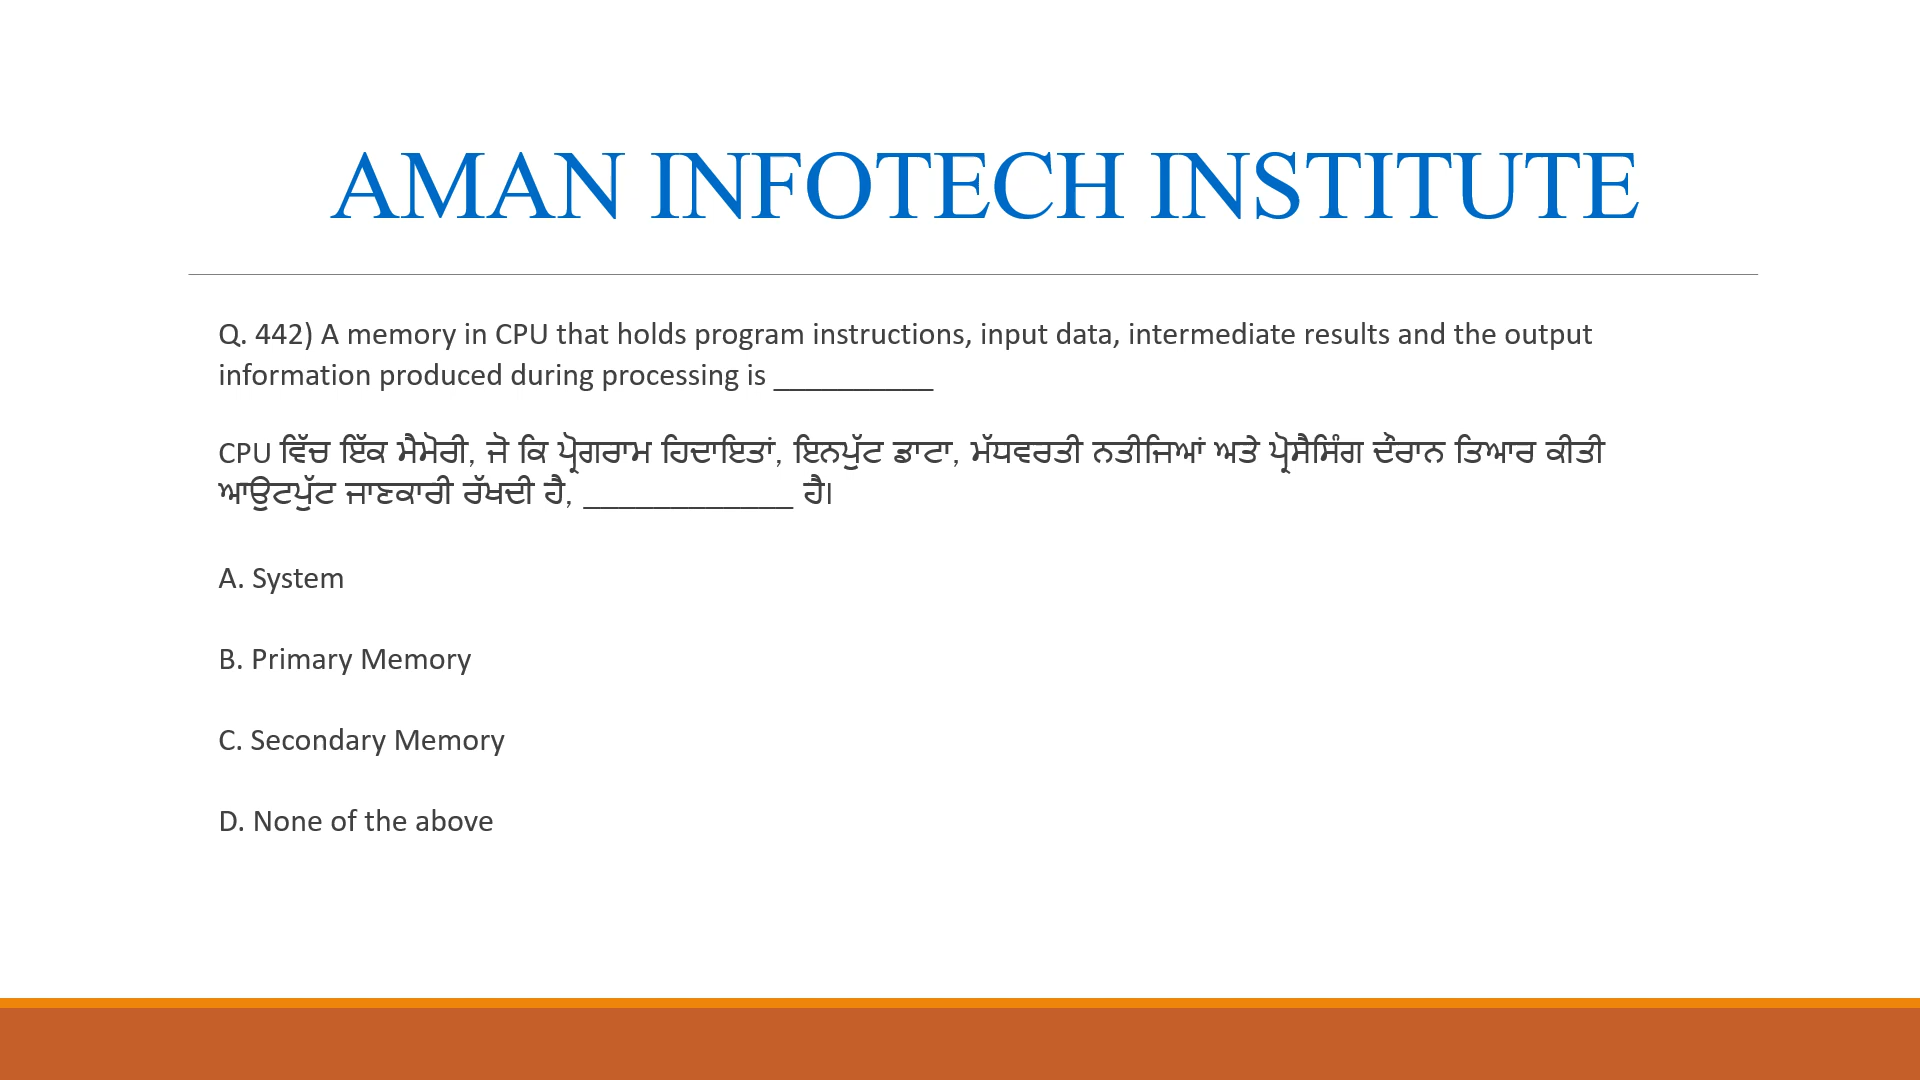 AMAN INFOTECH INSTITUTE
Q. 442) A memory in CPU that holds program instructions, input data, intermediate results and the output
information produced during processing is __________
CPU ਵਿੱਚ ਇੱਕ ਮੈਮੋਰੀ, ਜੋ ਕਿ ਪ੍ਰੋਗਰਾਮ ਹਿਦਾਇਤਾਂ, ਇਨਪੁੱਟ ਡਾਟਾ, ਮੱਧਵਰਤੀ ਨਤੀਜਿਆਂ ਅਤੇ ਪ੍ਰੋਸੈਸਿੰਗ ਦੌਰਾਨ ਤਿਆਰ ਕੀਤੀ
ਆਉਟਪੁੱਟ ਜਾਣਕਾਰੀ ਰੱਖਦੀ ਹੈ, ____________ ਹੈ।
A. System
B. Primary Memory
C. Secondary Memory
D. None of the above